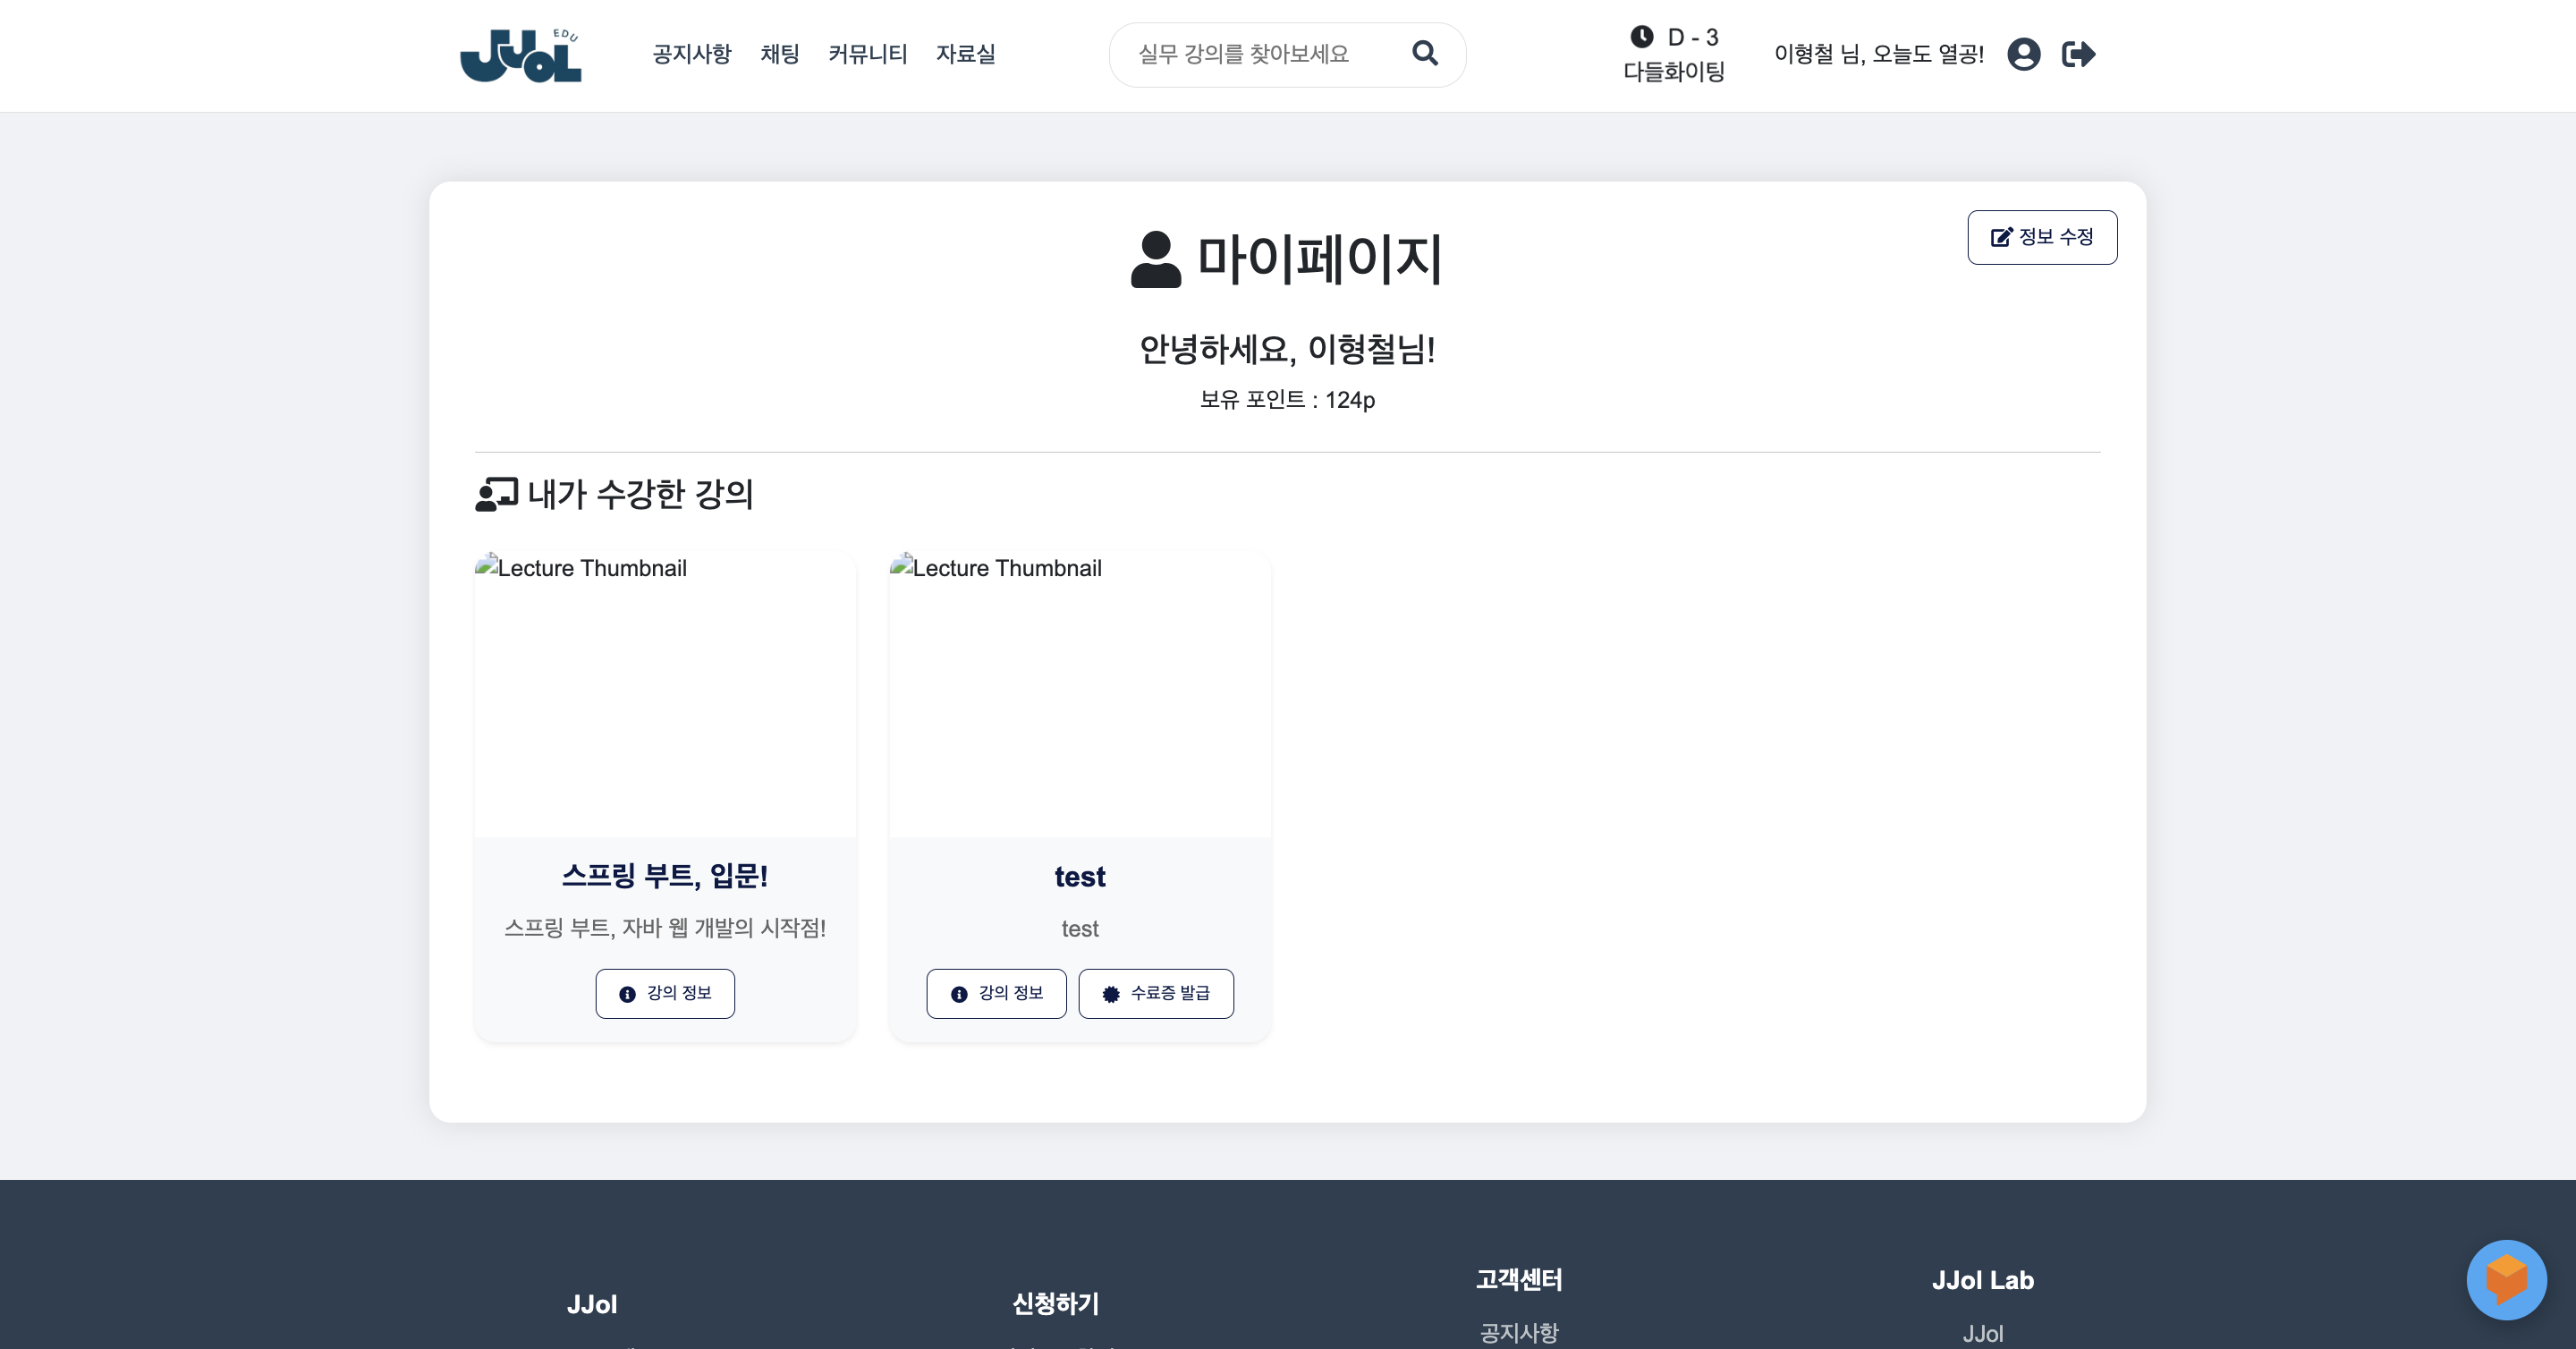 JJOL EDU
공지사항 채팅 커뮤니티 자료실
실무 강의를 찾아보세요
D - 3
다들화이팅
이형철 님, 오늘도 열공!
정보 수정
마이페이지
안녕하세요, 이형철님!
보유 포인트 : 124p
내가 수강한 강의
Lecture Thumbnail
스프링 부트, 입문!
스프링 부트, 자바 웹 개발의 시작점!
강의 정보
Lecture Thumbnail
test
test
강의 정보
수료증 발급
JJol
신청하기
고객센터
공지사항
JJol Lab
JJol